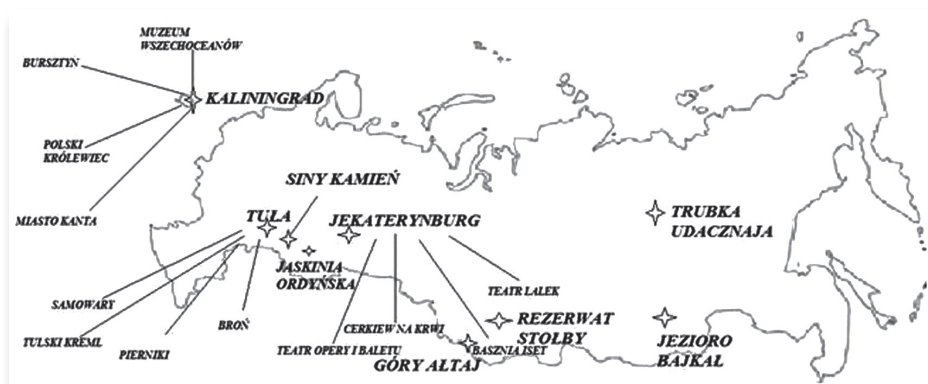 MUZEUM
WSZECHOCEANÓW
BURSZTYN
KALININGRAD
POLSKI
KRÓLEWIEC
MIASTO KANTA
SINY KAMIEŃ
TUŁA
JEKATERYNBURG
TRUBKA
UDACZNAJA
JASKINIA
ORDYŃSKA
SAMOWARY
TULSKI KREML
PIERNIKI
BROŃ
TEATR LALEK
CERKIEW NA KRWI
TEATR OPERY I BALETU
BASZNIA ISET
REZERWAT
STOLBY
GÓRY AŁTAJ
JEZIORO
BAJKAŁ